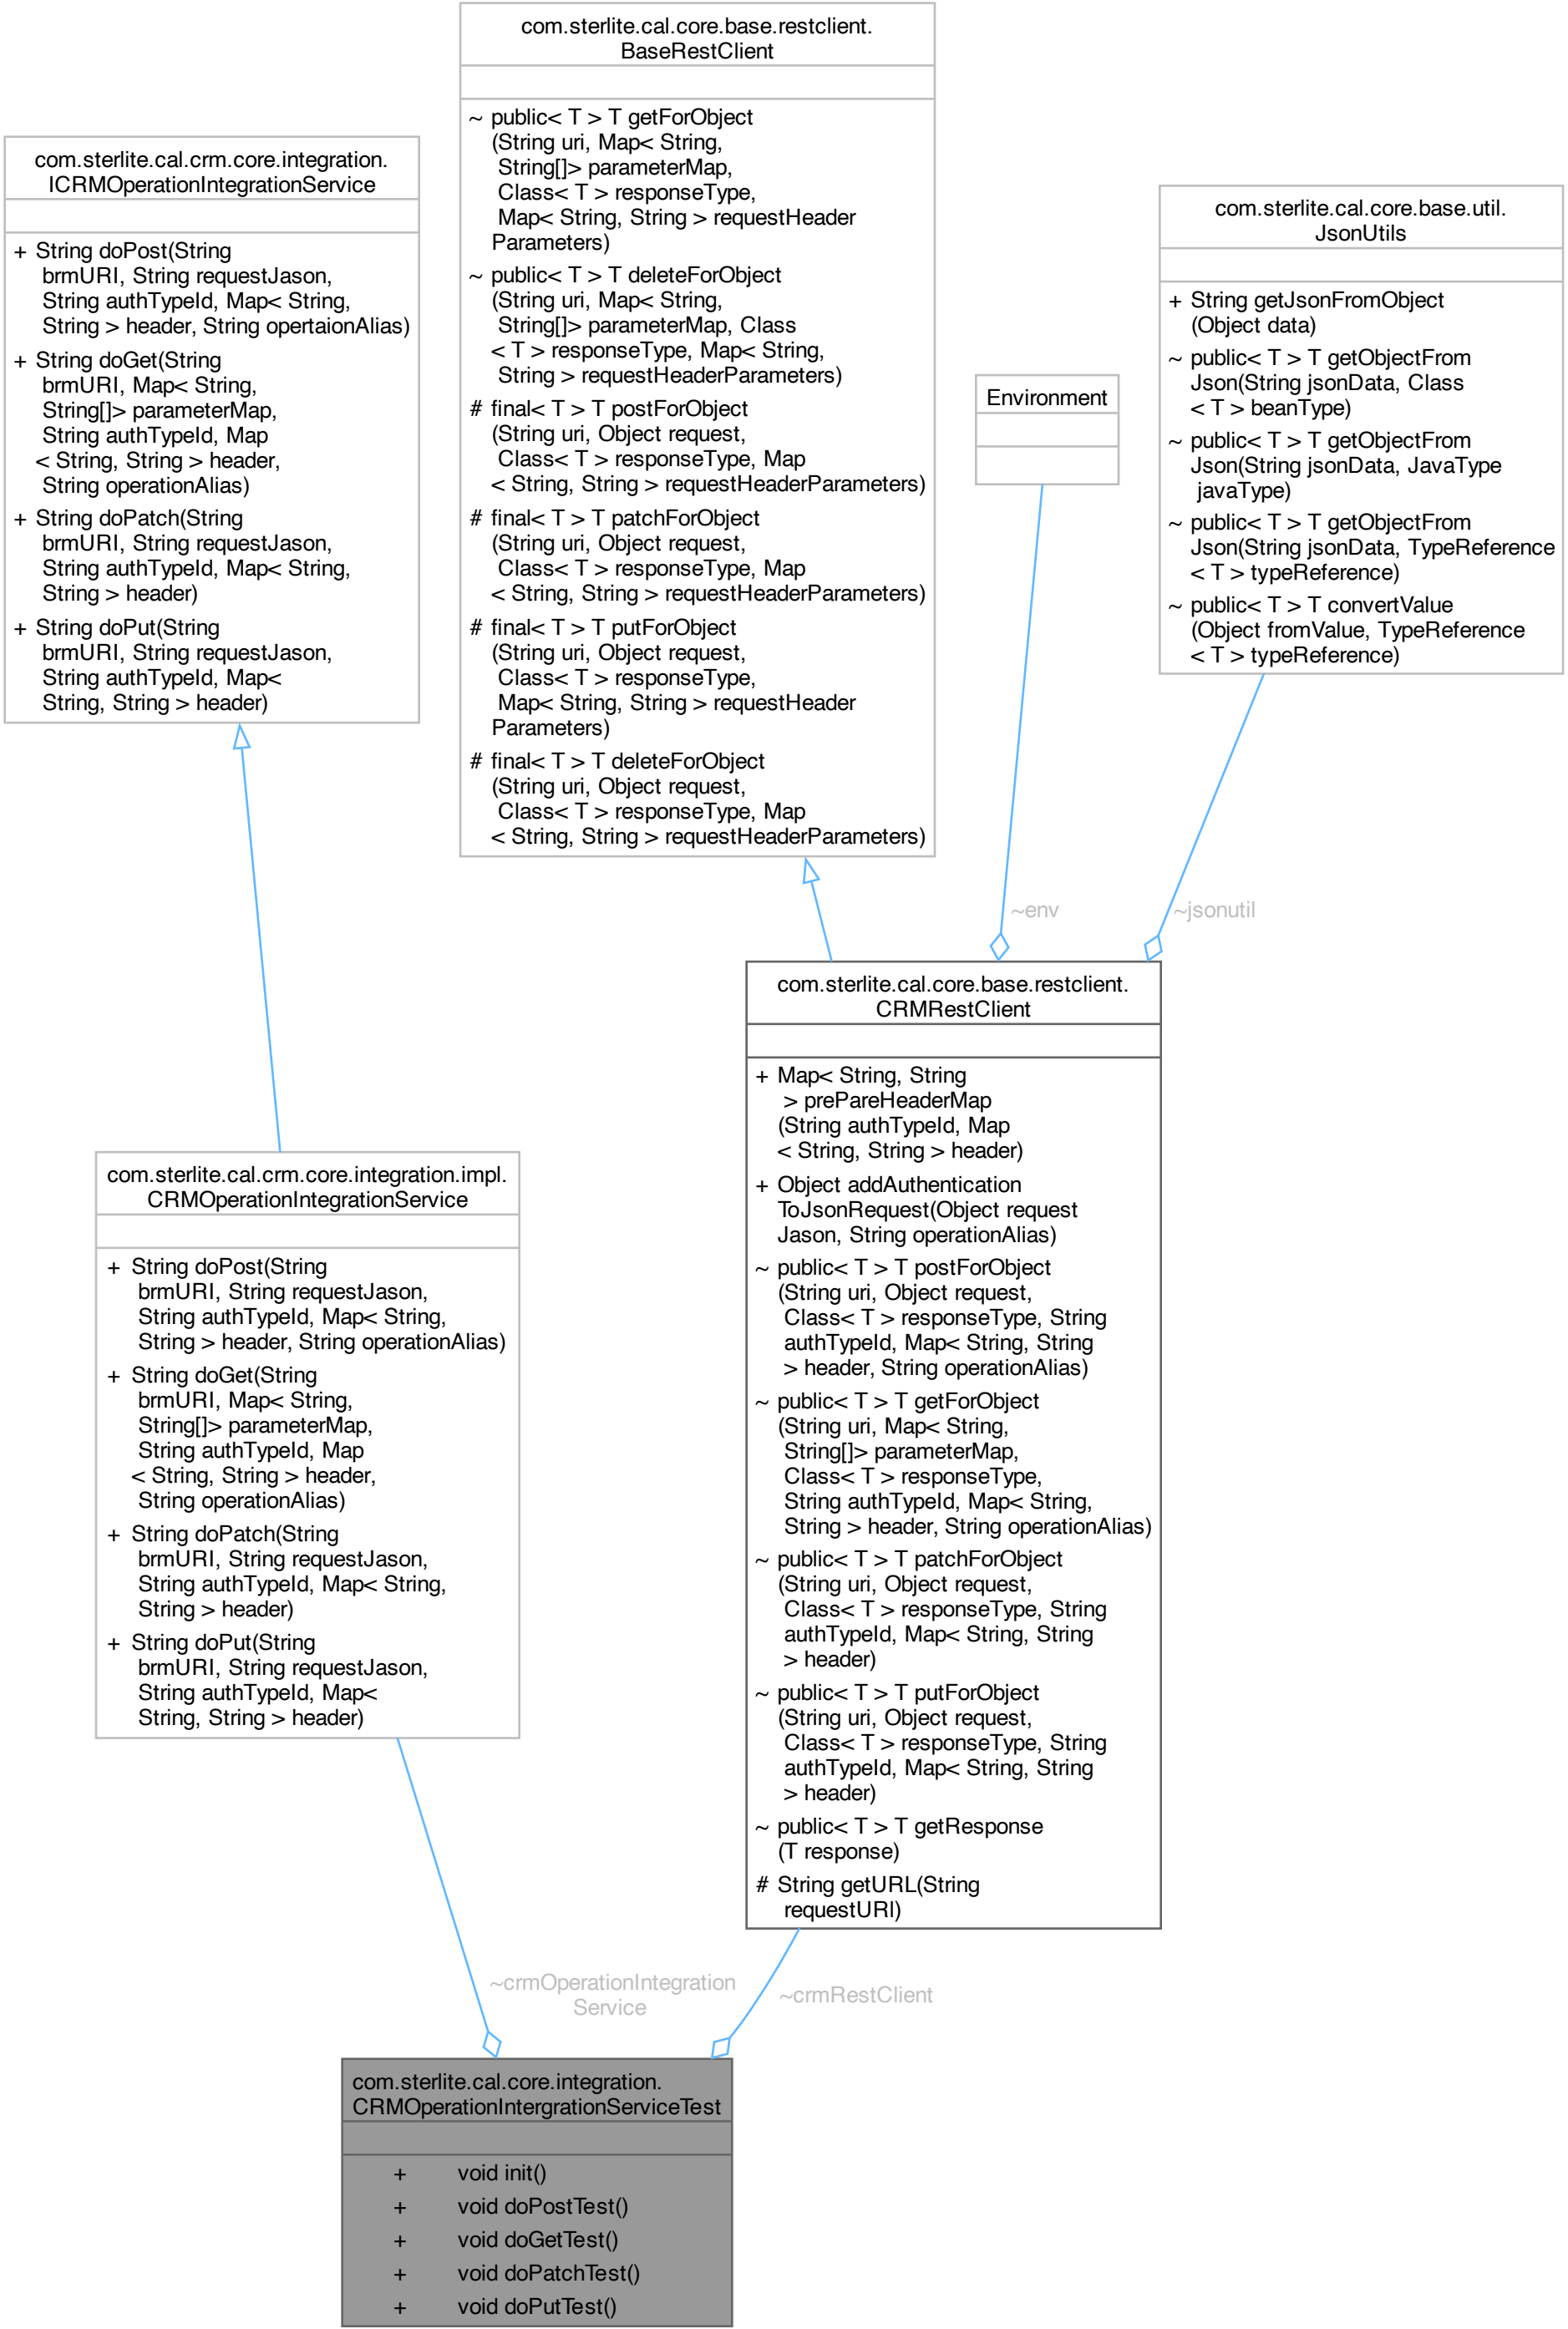 com.sterlite.cal.core.base.restclient.
BaseRestClient
~ public< T > T getForObject
(String uri, Map< String,
String[]> parameterMap,
Class< T > responseType,
Map< String, String > requestHeader
Parameters)
~ public< T > T deleteForObject
(String uri, Map< String,
String[]> parameterMap, Class
< T > responseType, Map< String,
String > requestHeaderParameters)
# final< T > T postForObject
(String uri, Object request,
Class< T > responseType, Map
< String, String > requestHeaderParameters)
# final< T > T patchForObject
(String uri, Object request,
Class< T > responseType, Map
< String, String > requestHeaderParameters)
# final< T > T putForObject
(String uri, Object request,
Class< T > responseType,
Map< String, String > requestHeader
Parameters)
# final< T > T deleteForObject
(String uri, Object request,
Class< T > responseType, Map
< String, String > requestHeaderParameters)
com.sterlite.cal.crm.core.integration.
ICRMOperationIntegrationService
+ String doPost(String
brmURI, String requestJason,
String authTypeId, Map< String,
String > header, String opertaionAlias)
+ String doGet(String
brmURI, Map< String,
String[]> parameterMap,
String authTypeId, Map
< String, String > header,
String operationAlias)
+ String doPatch(String
brmURI, String requestJason,
String authTypeId, Map< String,
String > header)
+ String doPut(String
brmURI, String requestJason,
String authTypeId, Map<
String, String > header)
com.sterlite.cal.core.base.util.
JsonUtils
+ String getJsonFromObject
(Object data)
~ public< T > T getObjectFrom
Json(String jsonData, Class
< T > beanType)
~ public< T > T getObjectFrom
Json(String jsonData, JavaType
javaType)
~ public< T > T getObjectFrom
Json(String jsonData, TypeReference
< T > typeReference)
~ public< T > T convertValue
(Object fromValue, TypeReference
< T > typeReference)
Environment
~env
~jsonutil
com.sterlite.cal.core.base.restclient.
CRMRestClient
+ Map< String, String
> prePareHeaderMap
(String authTypeId, Map
< String, String > header)
+ Object addAuthentication
ToJsonRequest(Object request
Jason, String operationAlias)
~ public< T > T postForObject
(String uri, Object request,
Class< T > responseType, String
authTypeId, Map< String, String
> header, String operationAlias)
~ public< T > T getForObject
(String uri, Map< String,
String[]> parameterMap,
Class< T > responseType,
String authTypeId, Map< String,
String > header, String operationAlias)
~ public< T > T patchForObject
(String uri, Object request,
Class< T > responseType, String
authTypeId, Map< String, String
> header)
~ public< T > T putForObject
(String uri, Object request,
Class< T > responseType, String
authTypeId, Map< String, String
> header)
~ public< T > T getResponse
(T response)
# String getURL(String
requestURI)
com.sterlite.cal.crm.core.integration.impl.
CRMOperationIntegrationService
+ String doPost(String
brmURI, String requestJason,
String authTypeId, Map< String,
String > header, String operationAlias)
+ String doGet(String
brmURI, Map< String,
String[]> parameterMap,
String authTypeId, Map
< String, String > header,
String operationAlias)
+ String doPatch(String
brmURI, String requestJason,
String authTypeId, Map< String,
String > header)
+ String doPut(String
brmURI, String requestJason,
String authTypeId, Map<
String, String > header)
~crmOperationIntegration
Service
~crmRestClient
com.sterlite.cal.core.integration.
CRMOperationIntergrationServiceTest
+ void init()
+ void doPostTest()
+ void doGetTest()
+ void doPatchTest()
+ void doPutTest()